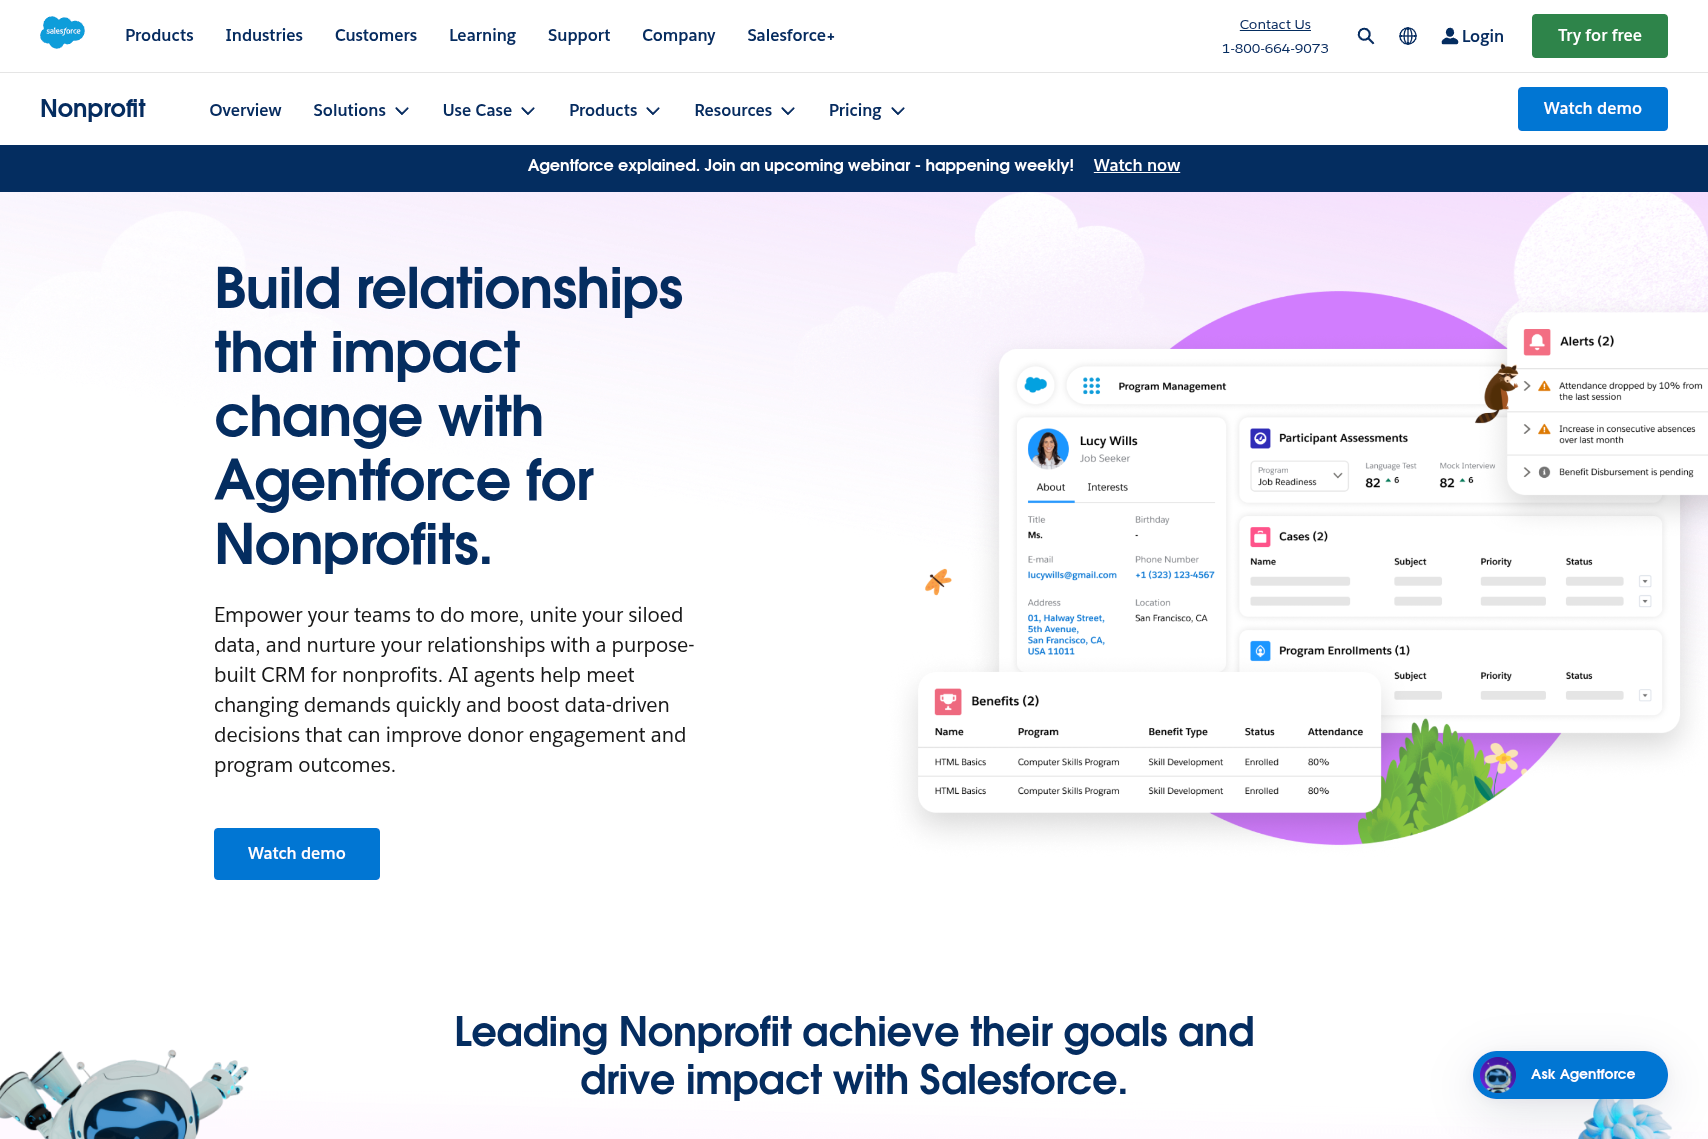 salesforce
Products
Industries
Customers
Learning
Support
Company
Salesforce+
Contact Us
1-800-664-9073
Login
Try for free
Nonprofit
Overview
Solutions
Use Case
Products
Resources
Pricing
Watch demo
Agentforce explained. Join an upcoming webinar - happening weekly! Watch now
Build relationships
that impact
change with
Agentforce for
Nonprofits.
Empower your teams to do more, unite your siloed
data, and nurture your relationships with a purpose-
built CRM for nonprofits. AI agents help meet
changing demands quickly and boost data-driven
decisions that can improve donor engagement and
program outcomes.
Watch demo
Program Management
Lucy Wills
Job Seeker
About Interests
Title Birthday
Ms. -
E-mail Phone Number
lucywills@gmail.com +1 (323) 123-4567
Address Location
01, Halway Street, San Francisco, CA
5th Avenue,
San Francisco, CA,
USA 11011
Participant Assessments
Program
Job Readiness
Language Test
82 6
Mock Interview
82 6
Alerts (2)
Attendance dropped by 10% from
the last session
Increase in consecutive absences
over last month
Benefit Disbursement is pending
Cases (2)
Name Subject Priority Status
Program Enrollments (1)
Subject Priority Status
Benefits (2)
Name Program Benefit Type Status Attendance
HTML Basics Computer Skills Program Skill Development Enrolled 80%
HTML Basics Computer Skills Program Skill Development Enrolled 80%
Leading Nonprofit achieve their goals and
drive impact with Salesforce.
Ask Agentforce